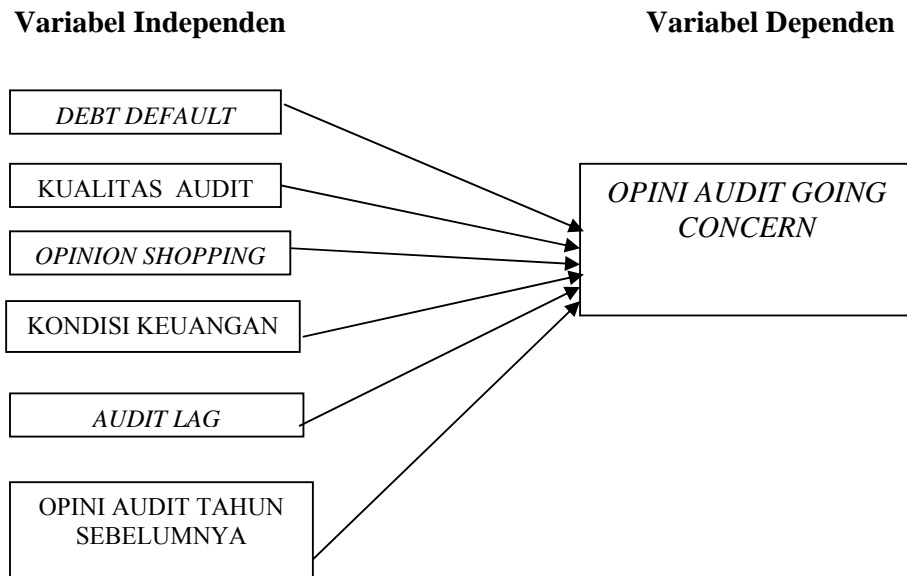 Variabel Independen
Variabel Dependen
DEBT DEFAULT
KUALITAS AUDIT
OPINION SHOPPING
KONDISI KEUANGAN
AUDIT LAG
OPINI AUDIT TAHUN
SEBELUMNYA
OPINI AUDIT GOING
CONCERN